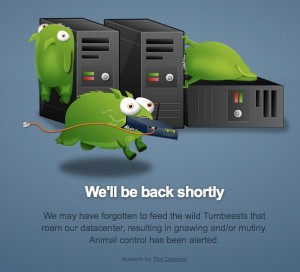 We'll be back shortly
We may have forgotten to feed the wild Tumbeasts that
roam our datacenter, resulting in gnawing and/or mutiny.
Animal control has been alerted.
Artwork by The Oatmeal